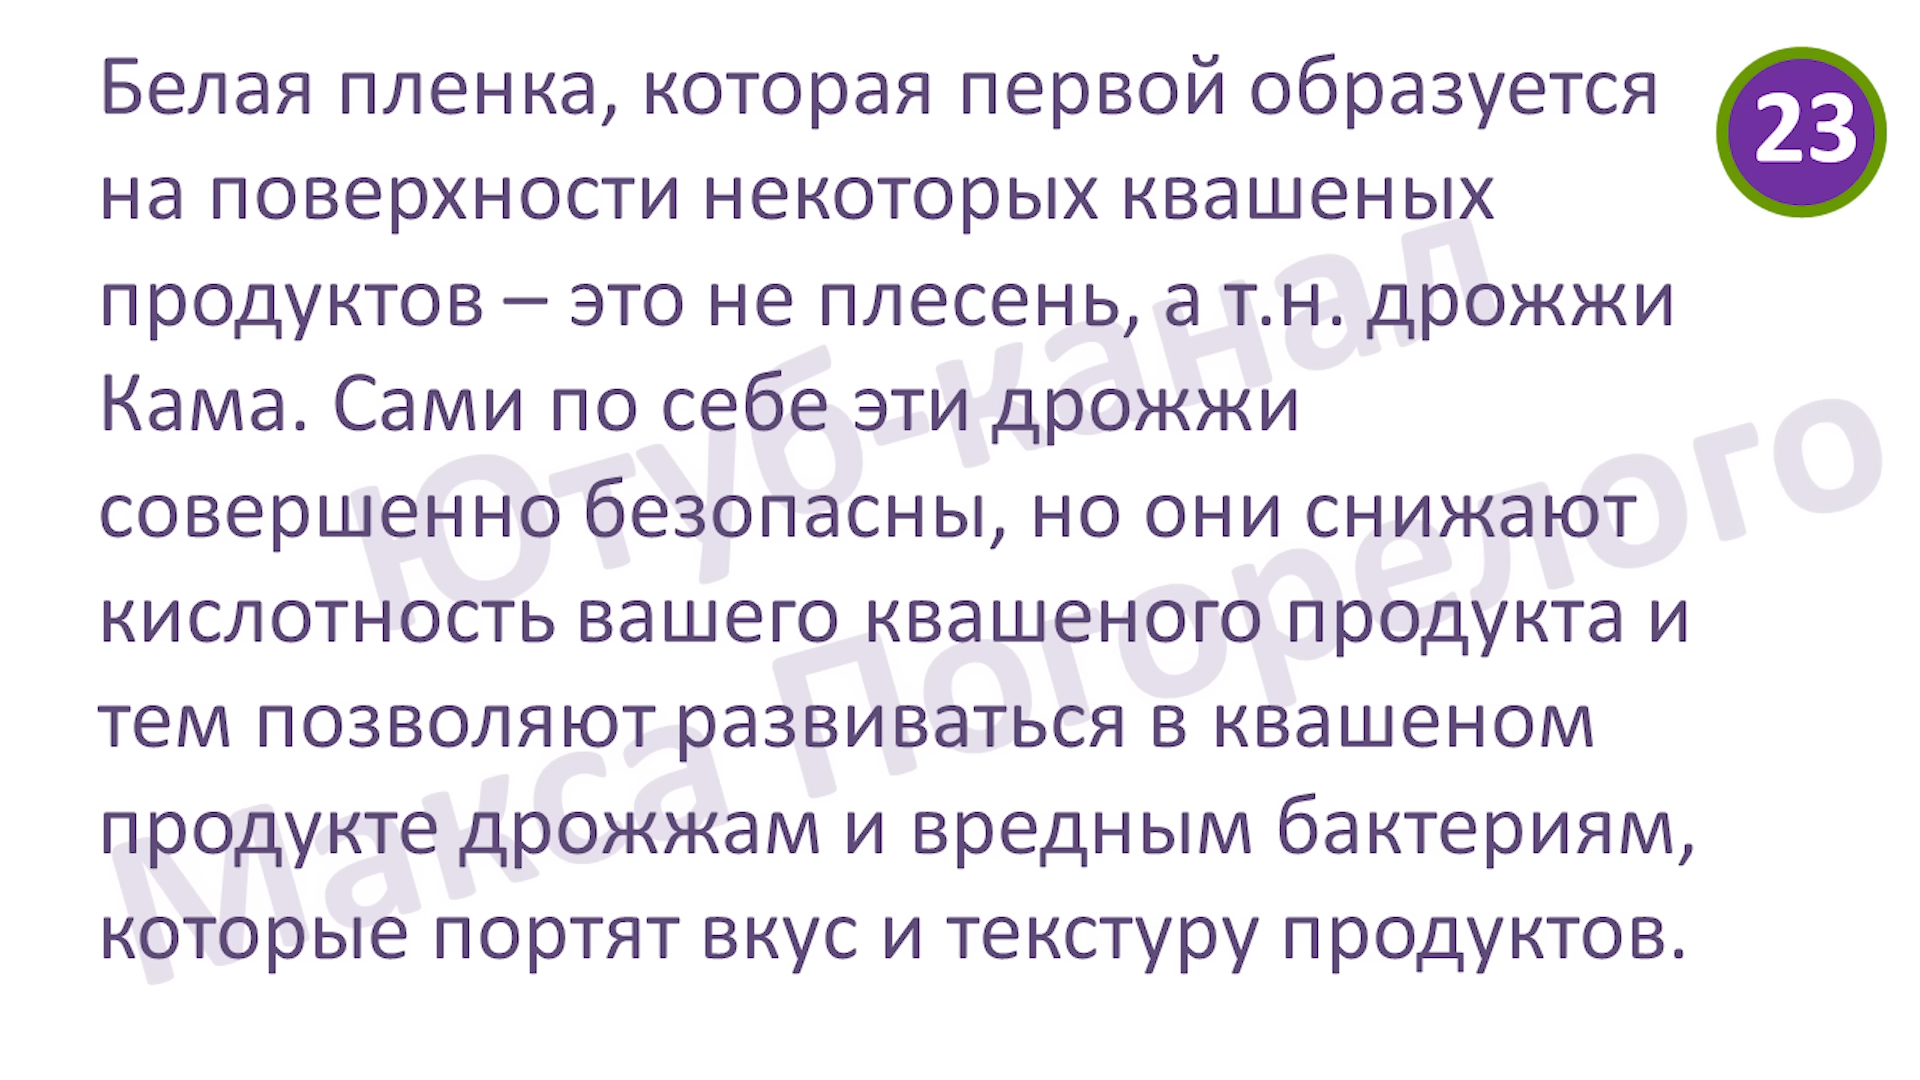 Белая пленка, которая первой образуется
на поверхности некоторых квашеных
продуктов – это не плесень, а т.н. дрожжи
Кама. Сами по себе эти дрожжи
совершенно безопасны, но они снижают
кислотность вашего квашеного продукта и
тем позволяют развиваться в квашеном
продукте дрожжам и вредным бактериям,
которые портят вкус и текстуру продуктов.
23
Ютуб-канал
Макса Погорелого